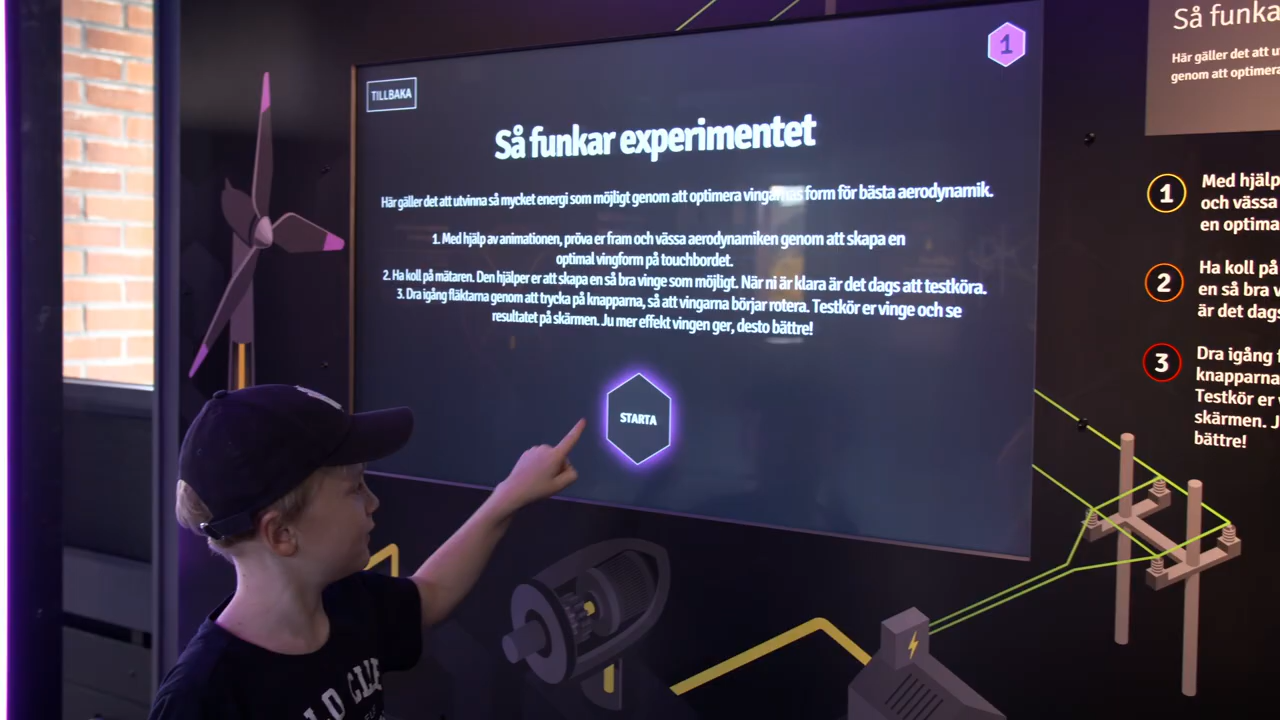 TILLBAKA
1
Så funkar experimentet
Här gäller det att utvinna så mycket energi som möjligt genom att optimera vingarnas form för bästa aerodynamik.
1. Med hjälp av animationen, pröva er fram och vässa aerodynamiken genom att skapa en
optimal vingform på touchbordet.
2. Ha koll på mätaren. Den hjälper er att skapa en så bra vinge som möjligt. När ni är klara är det dags att testköra.
3. Dra igång fläktarna genom att trycka på knapparna, så att vingarna börjar rotera. Testkör er vinge och se
resultatet på skärmen. Ju mer effekt vingen ger, desto bättre!
STARTA
Så funka
Här gäller det att u
genom att optimera
1 Med hjälp
och vässa
en optima
2 Ha koll på
en så bra v
är det dags
3 Dra igång f
knapparna
Testkör er v
skärmen. J
bättre!